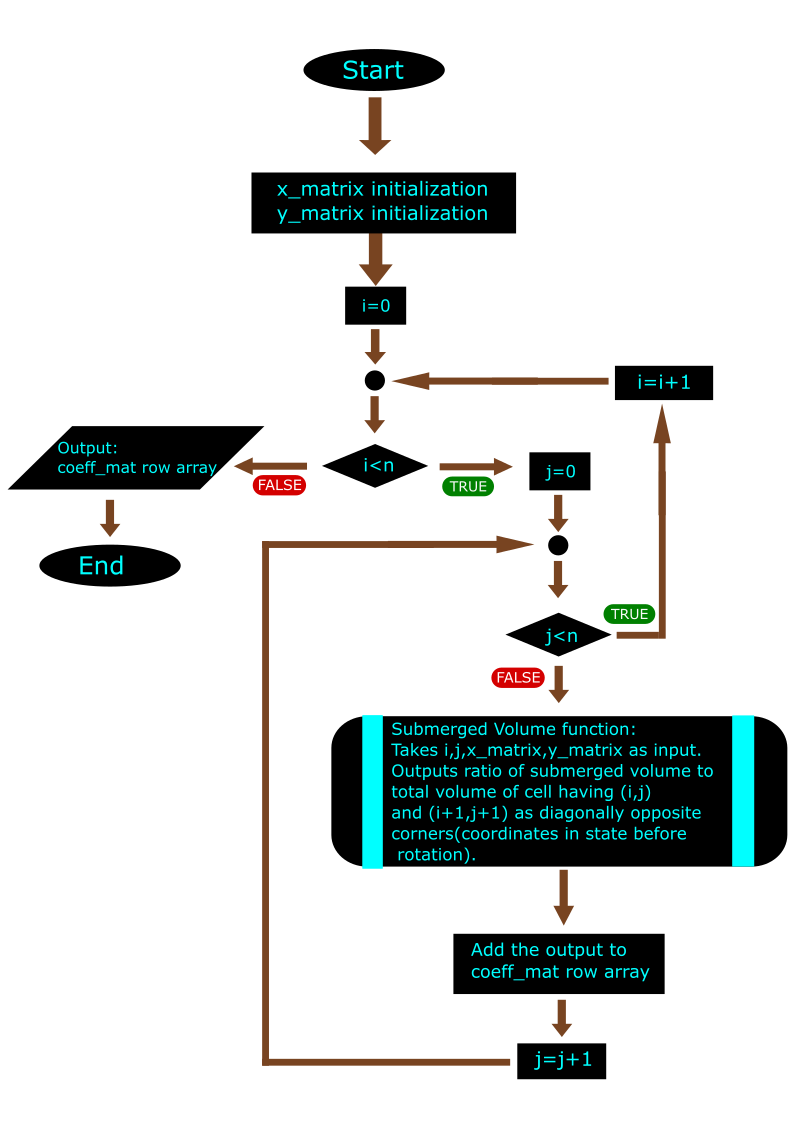 Start
x_matrix initialization
y_matrix initialization
i=0
i=i+1
Output:
coeff_mat row array
FALSE
i<n
TRUE
j=0
End
j<n
TRUE
FALSE
Submerged Volume function:
Takes i,j,x_matrix,y_matrix as input.
Outputs ratio of submerged volume to
total volume of cell having (i,j)
and (i+1,j+1) as diagonally opposite
corners(coordinates in state before
rotation).
Add the output to
coeff_mat row array
j=j+1